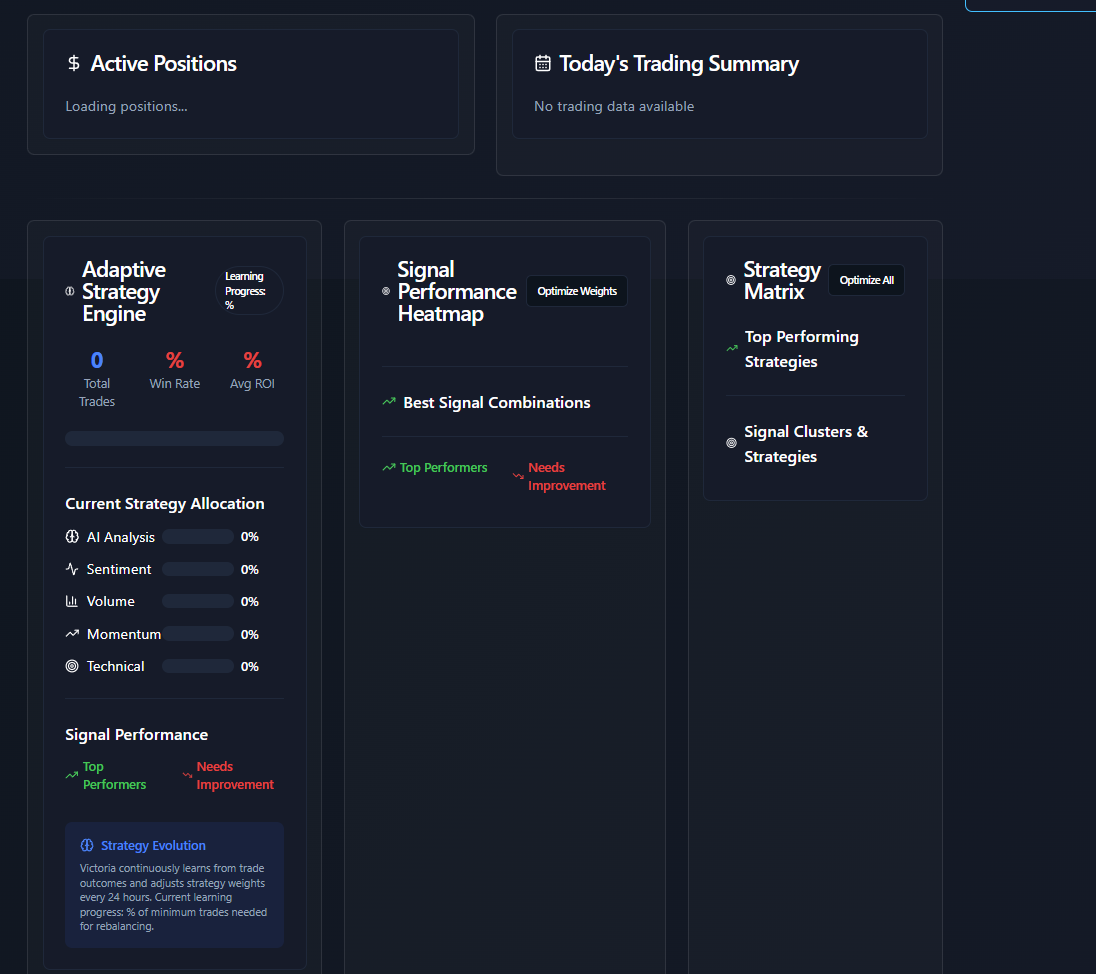 Active Positions
Loading positions...
Today's Trading Summary
No trading data available
Adaptive
Strategy
Engine
Learning
Progress:
%
0
Total
Trades
%
Win Rate
%
Avg ROI
Current Strategy Allocation
AI Analysis 0%
Sentiment 0%
Volume 0%
Momentum 0%
Technical 0%
Signal Performance
Top
Performers
Needs
Improvement
Strategy Evolution
Victoria continuously learns from trade
outcomes and adjusts strategy weights
every 24 hours. Current learning
progress: % of minimum trades needed
for rebalancing.
Signal
Performance
Heatmap
Optimize Weights
Best Signal Combinations
Top Performers
Needs
Improvement
Strategy
Matrix
Optimize All
Top Performing
Strategies
Signal Clusters &
Strategies